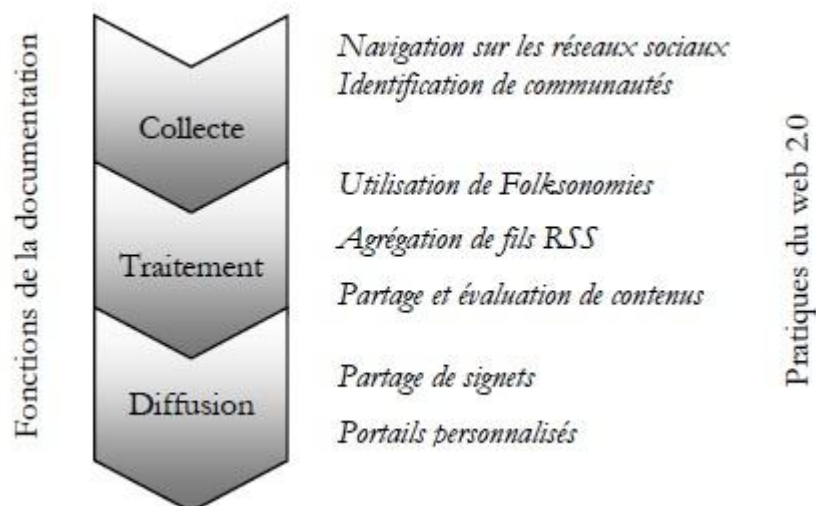 Fonctions de la documentation
Collecte
Traitement
Diffusion
Navigation sur les réseaux sociaux
Identification de communautés
Utilisation de Folksonomies
Agrégation de fils RSS
Partage et évaluation de contenus
Partage de signets
Portails personnalisés
Pratiques du web 2.0